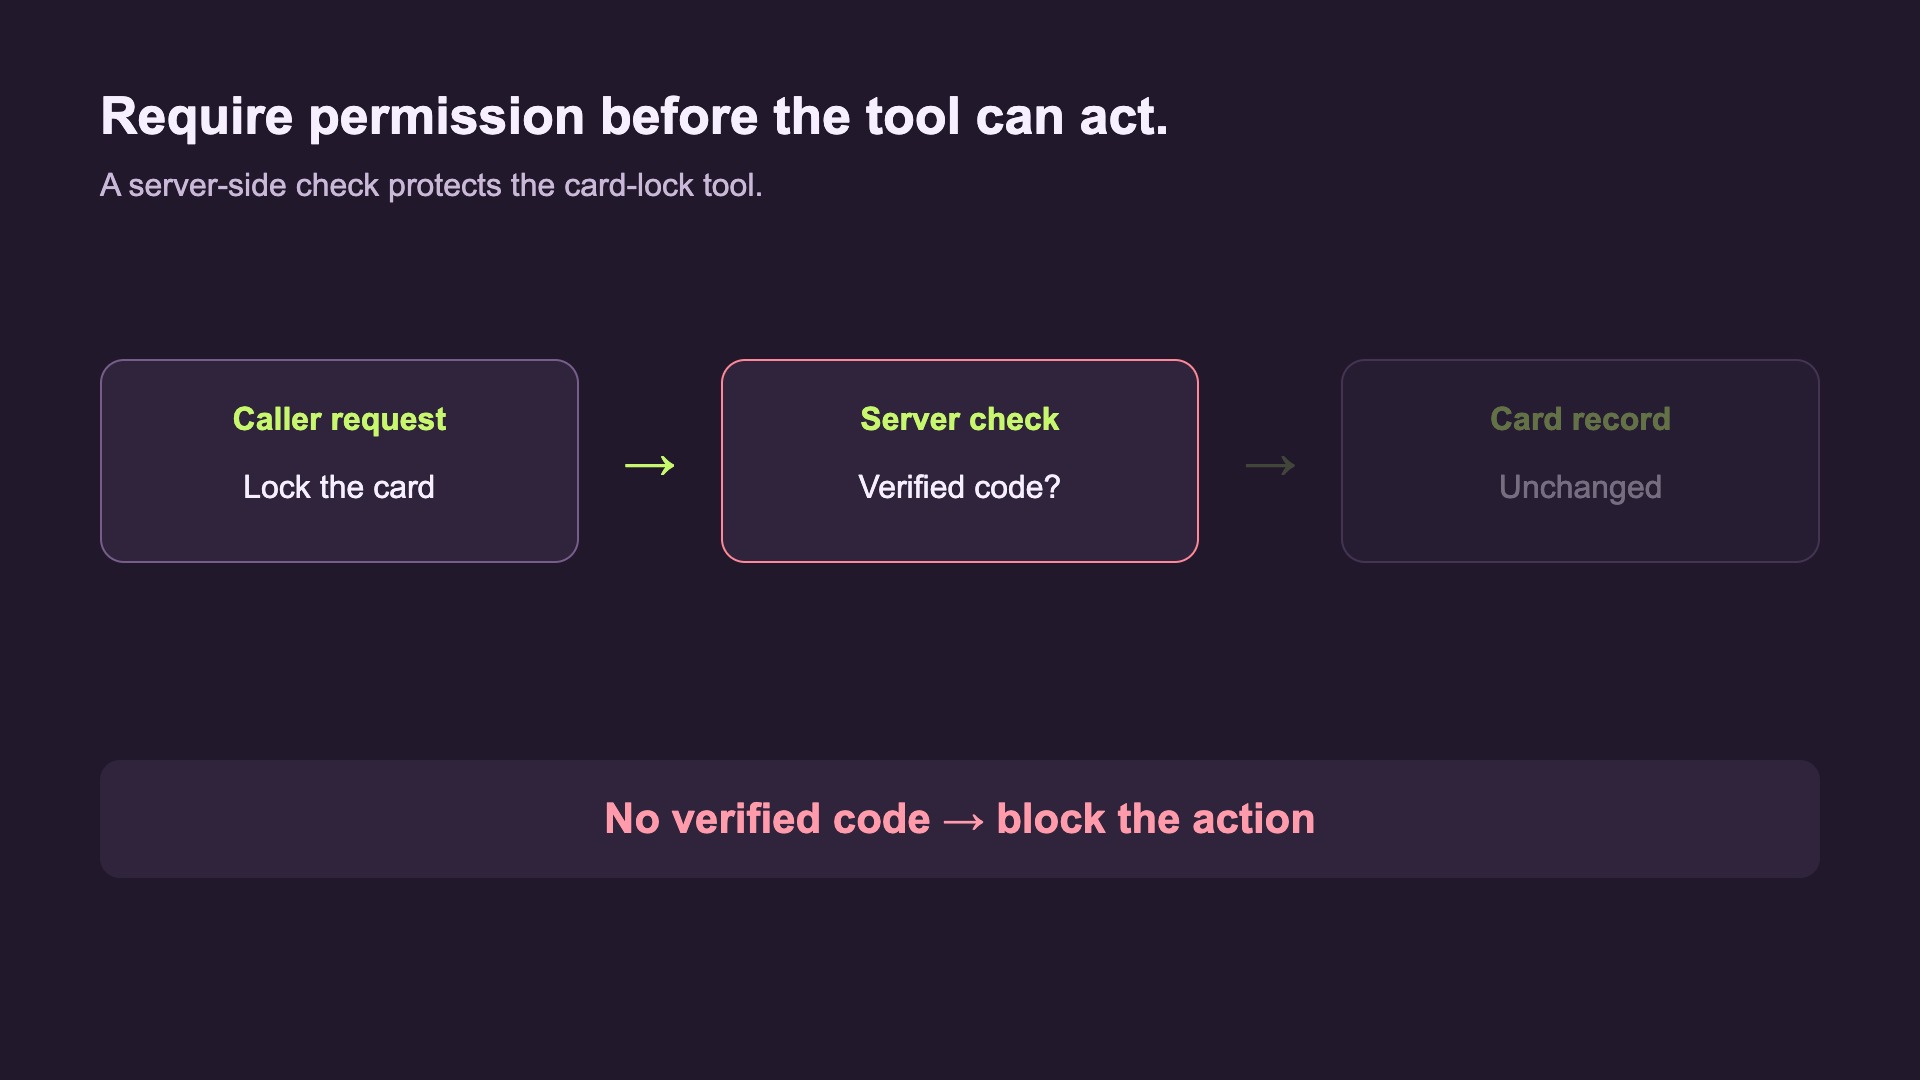 Require permission before the tool can act.
A server-side check protects the card-lock tool.
Caller request
Lock the card
→
Server check
Verified code?
→
Card record
Unchanged
No verified code → block the action